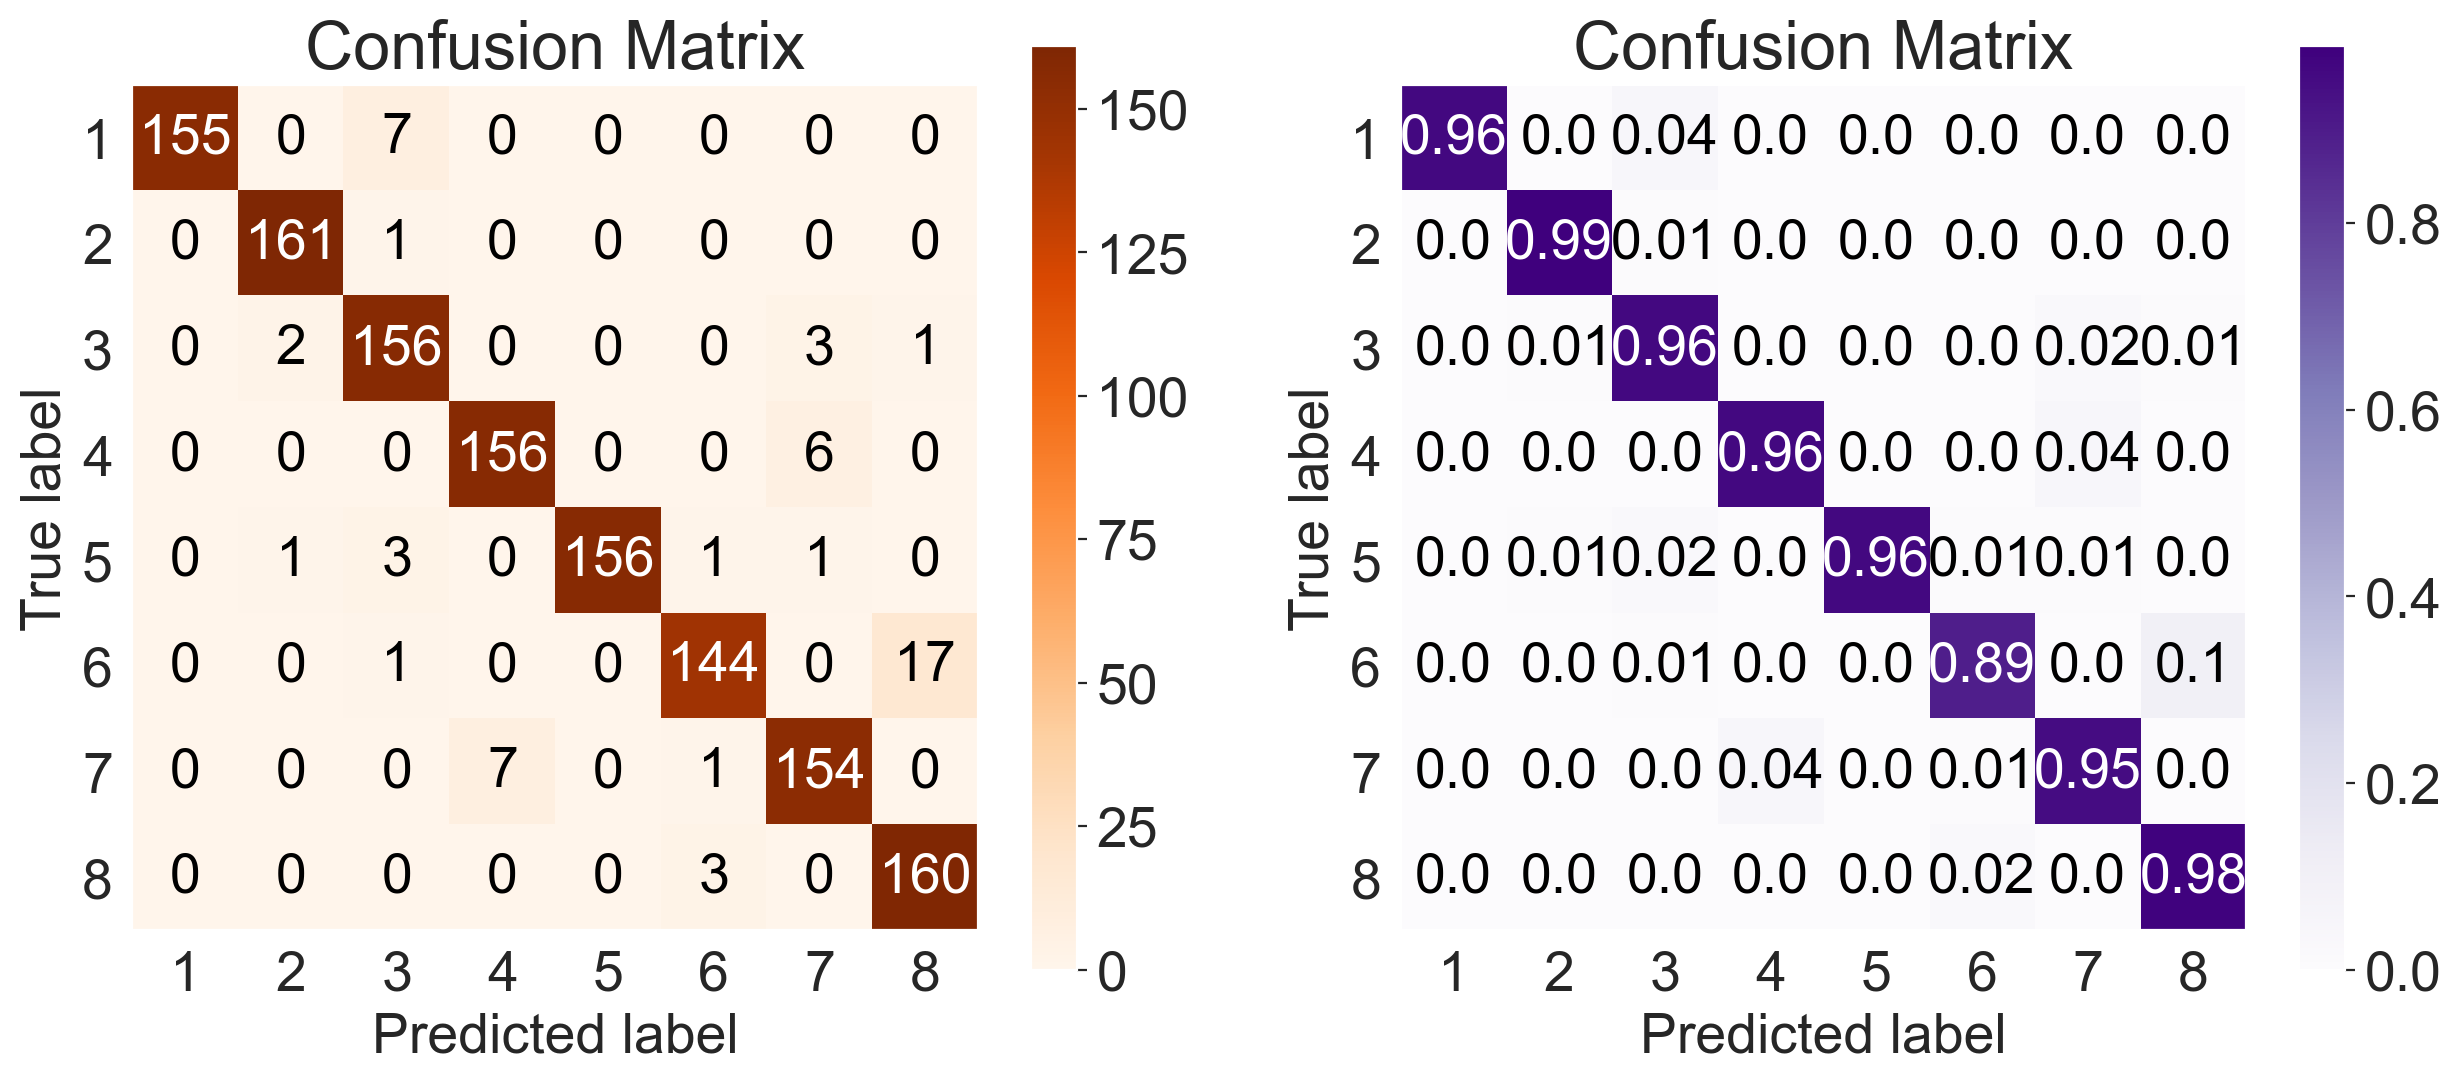 Confusion Matrix
1 155 0 7 0 0 0 0 0
2 0 161 1 0 0 0 0 0
3 0 2 156 0 0 0 3 1
4 0 0 0 156 0 0 6 0
5 0 1 3 0 156 1 1 0
6 0 0 1 0 0 144 0 17
7 0 0 0 7 0 1 154 0
8 0 0 0 0 0 3 0 160
1 2 3 4 5 6 7 8
Predicted label
True label
150
125
100
75
50
25
0
Confusion Matrix
1 0.96 0.0 0.04 0.0 0.0 0.0 0.0 0.0
2 0.0 0.99 0.01 0.0 0.0 0.0 0.0 0.0
3 0.0 0.01 0.96 0.0 0.0 0.0 0.02 0.01
4 0.0 0.0 0.0 0.96 0.0 0.0 0.04 0.0
5 0.0 0.01 0.02 0.0 0.96 0.01 0.01 0.0
6 0.0 0.0 0.01 0.0 0.0 0.89 0.0 0.1
7 0.0 0.0 0.0 0.04 0.0 0.01 0.95 0.0
8 0.0 0.0 0.0 0.0 0.0 0.02 0.0 0.98
1 2 3 4 5 6 7 8
Predicted label
True label
0.8
0.6
0.4
0.2
0.0